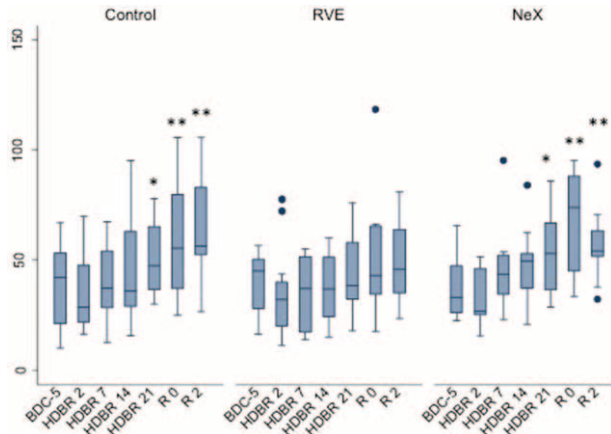 Control RVE NeX
150
100
50
0
* ** **
* ** **
BDC-5 HDBR 2 HDBR 7 HDBR 14 HDBR 21 R 0 R 2
BDC-5 HDBR 2 HDBR 7 HDBR 14 HDBR 21 R 0 R 2
BDC-5 HDBR 2 HDBR 7 HDBR 14 HDBR 21 R 0 R 2